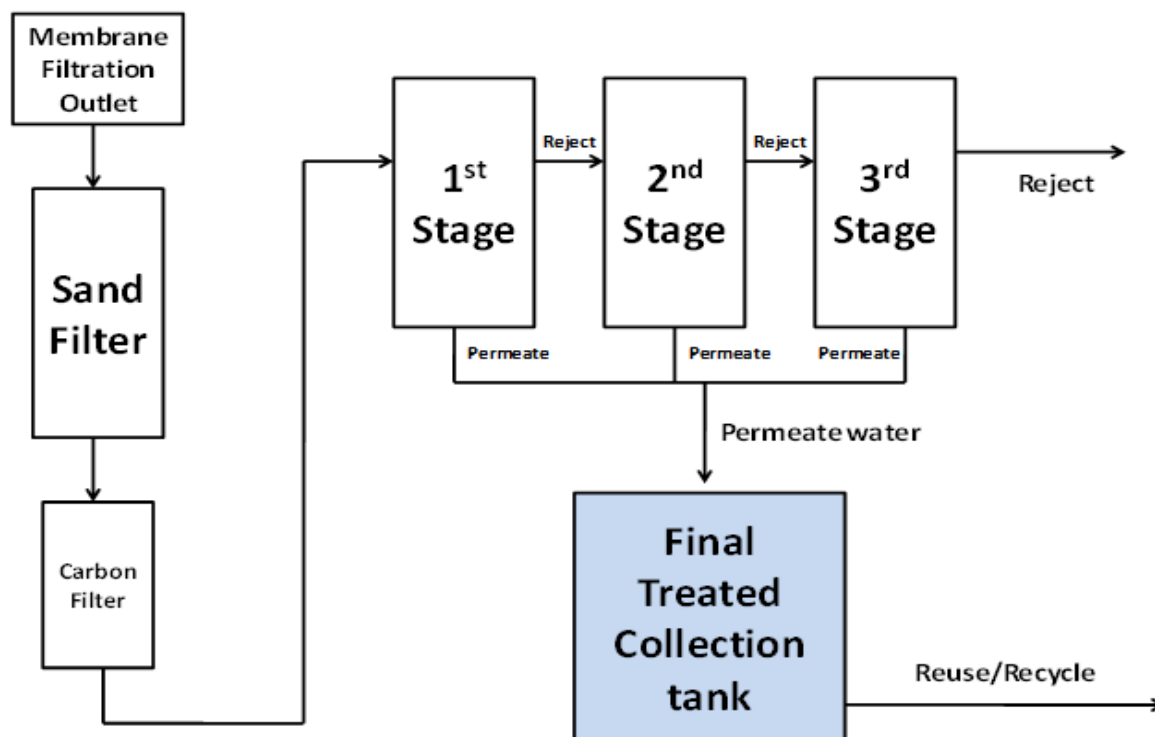 Membrane
Filtration
Outlet
Sand
Filter
Carbon
Filter
1st
Stage
Reject
2nd
Stage
Reject
3rd
Stage
Reject
Permeate
Permeate
Permeate
Permeate water
Final
Treated
Collection
tank
Reuse/Recycle